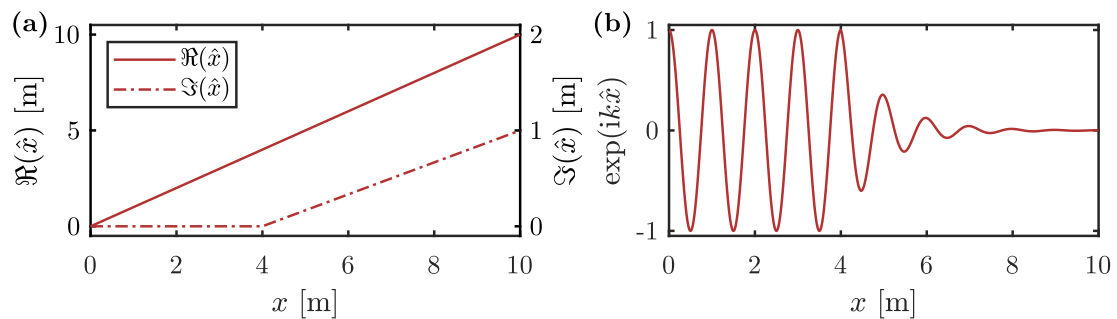 (a)
10
5
0
ℜ(x̂) [m]
ℜ(x̂)
ℑ(x̂)
2
1
0
ℑ(x̂) [m]
0 2 4 6 8 10
x [m]
(b)
1
0
-1
exp(ikx̂)
0 2 4 6 8 10
x [m]